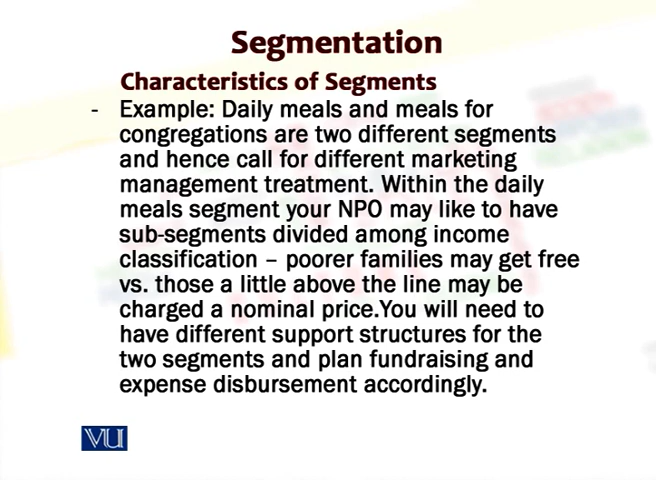 Segmentation
Characteristics of Segments
- Example: Daily meals and meals for
congregations are two different segments
and hence call for different marketing
management treatment. Within the daily
meals segment your NPO may like to have
sub-segments divided among income
classification – poorer families may get free
vs. those a little above the line may be
charged a nominal price.You will need to
have different support structures for the
two segments and plan fundraising and
expense disbursement accordingly.
VU